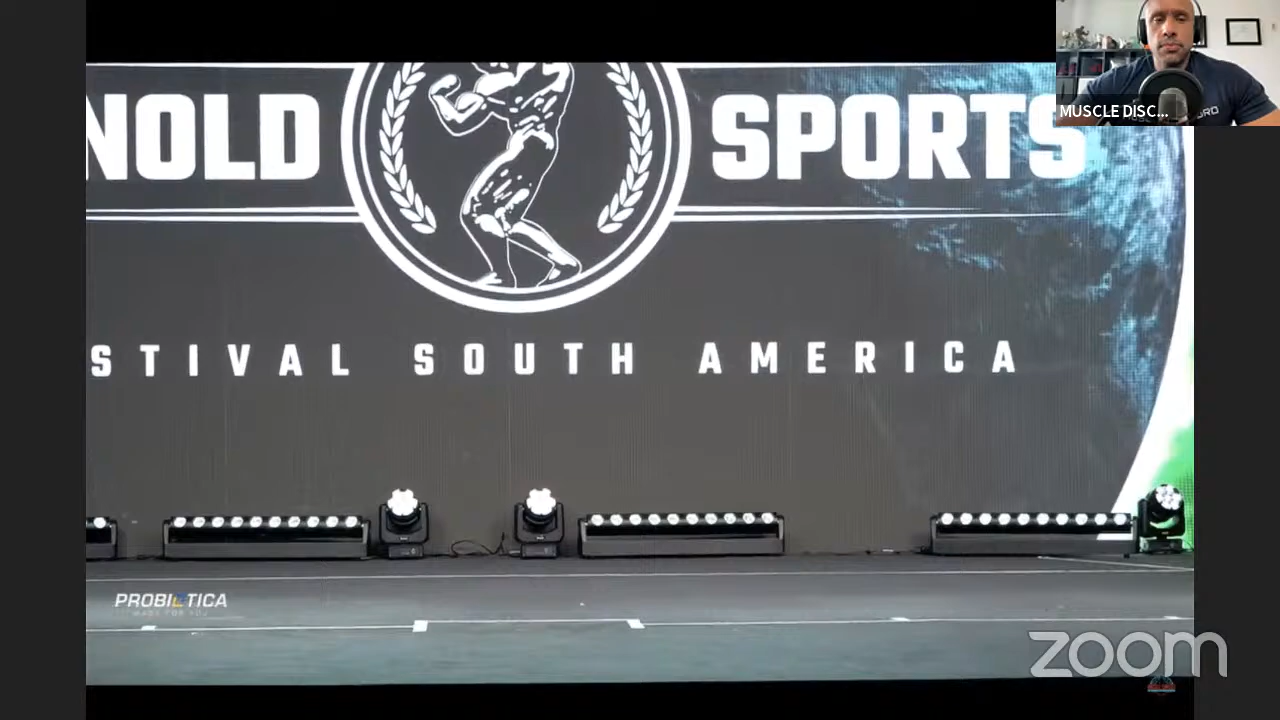 NOLD SPORTS
MUSCLE DISC...
STIVAL SOUTH AMERICA
PROBIOTICA
zoom